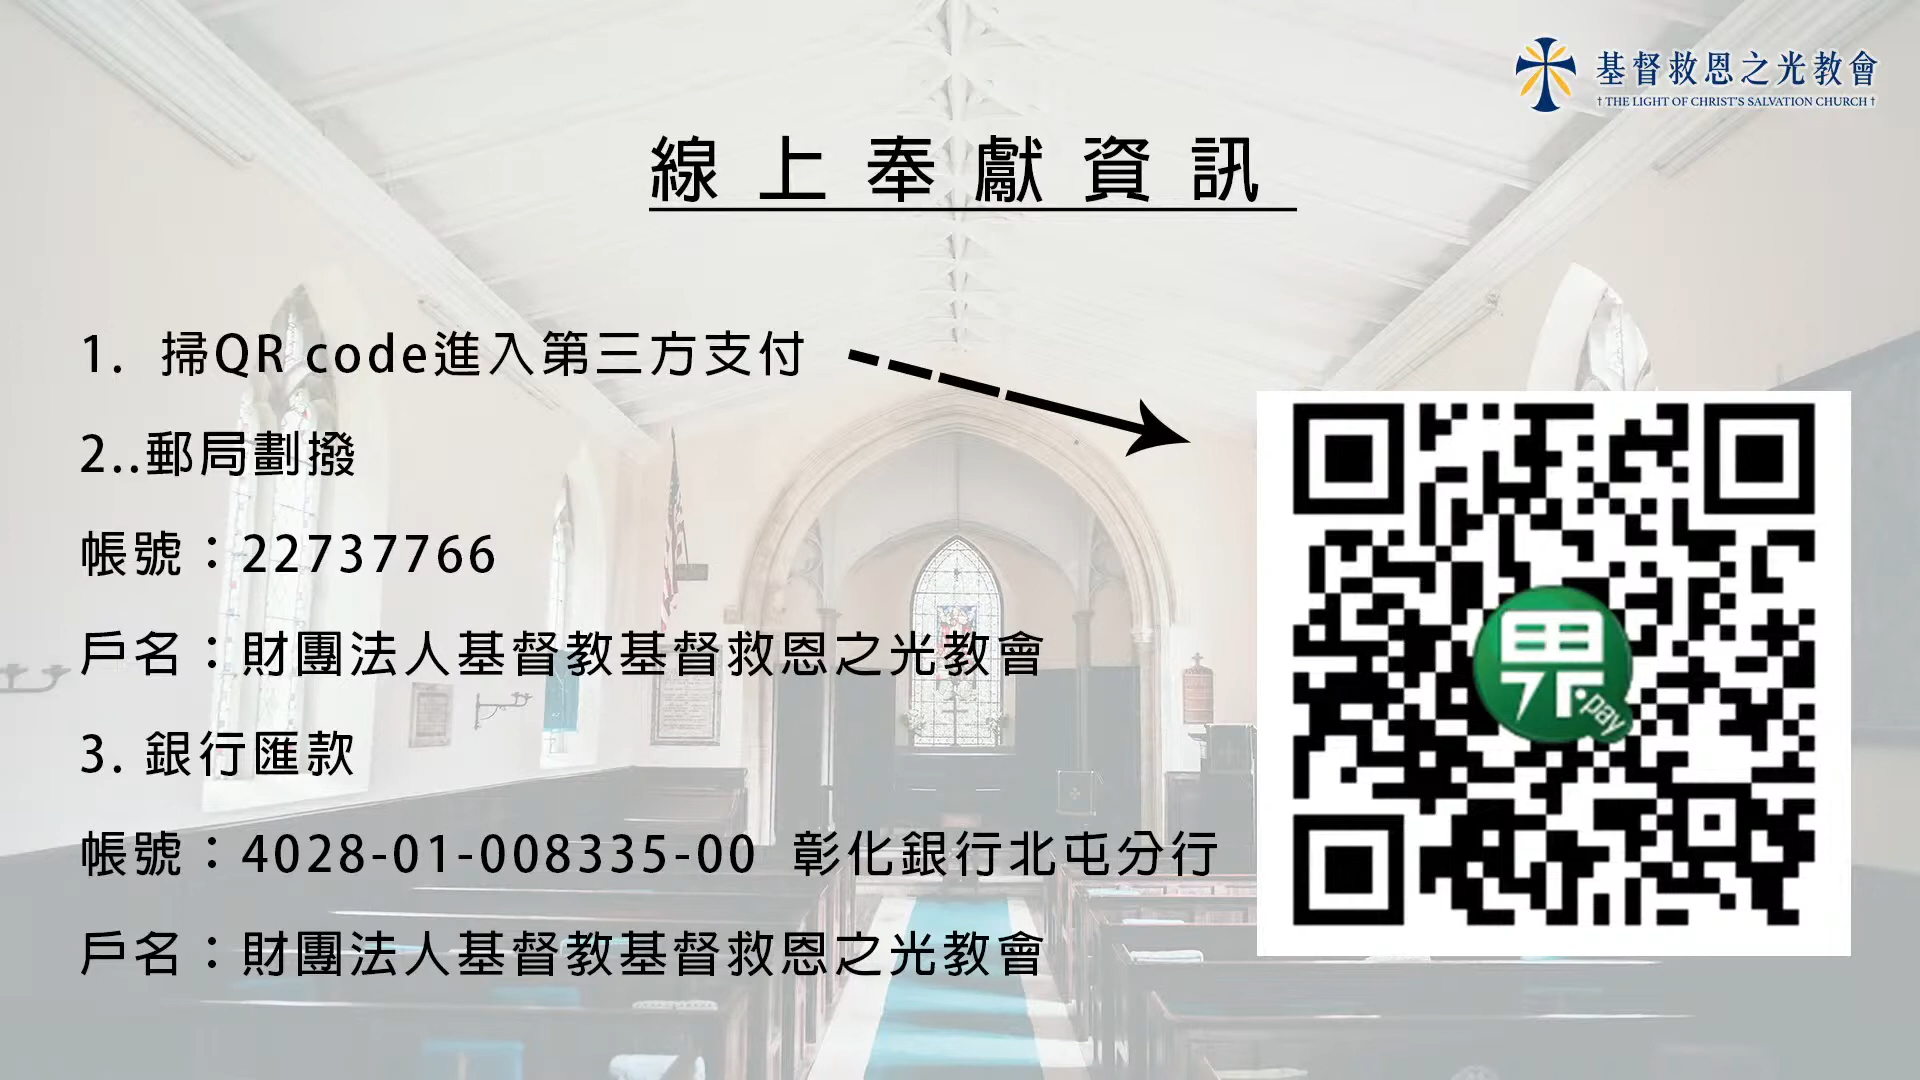 基督救恩之光教會
†THE LIGHT OF CHRIST'S SALVATION CHURCH†
線上奉獻資訊
1. 掃QR code進入第三方支付
2..郵局劃撥
帳號：22737766
戶名：財團法人基督教基督救恩之光教會
3. 銀行匯款
帳號：4028-01-008335-00 彰化銀行北屯分行
戶名：財團法人基督教基督救恩之光教會
pay